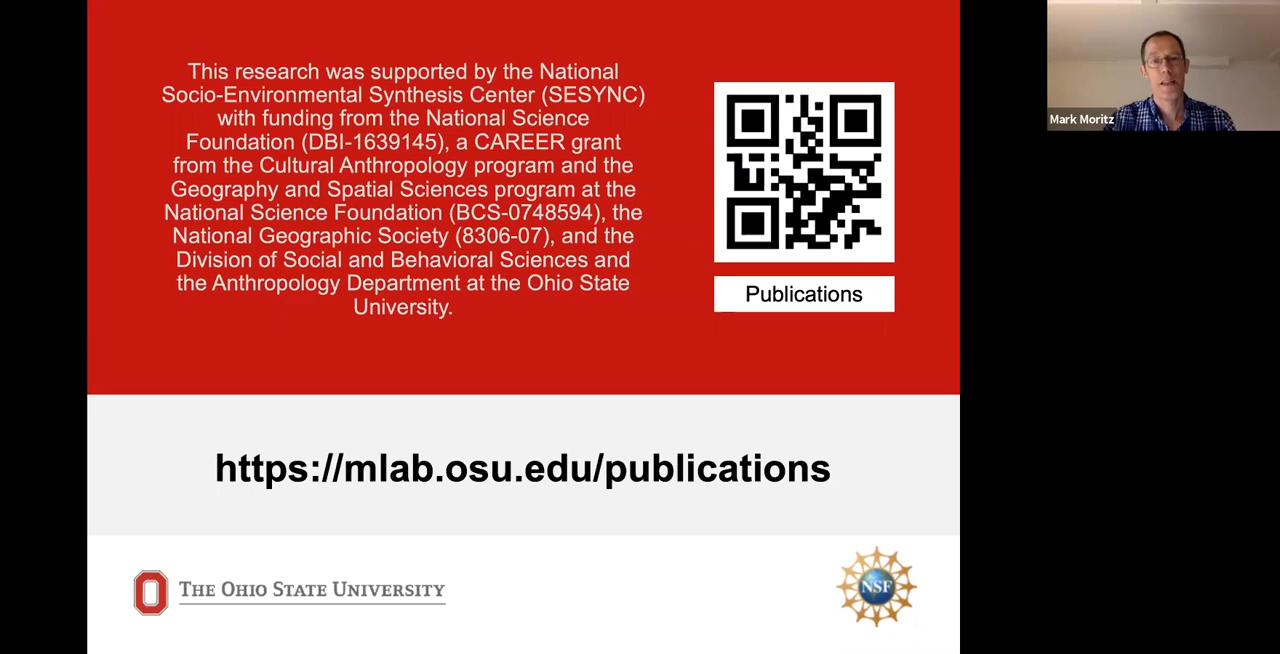 This research was supported by the National
Socio-Environmental Synthesis Center (SESYNC)
with funding from the National Science
Foundation (DBI-1639145), a CAREER grant
from the Cultural Anthropology program and the
Geography and Spatial Sciences program at the
National Science Foundation (BCS-0748594), the
National Geographic Society (8306-07), and the
Division of Social and Behavioral Sciences and
the Anthropology Department at the Ohio State
University.
Publications
Mark Moritz
https://mlab.osu.edu/publications
THE OHIO STATE UNIVERSITY
NSF